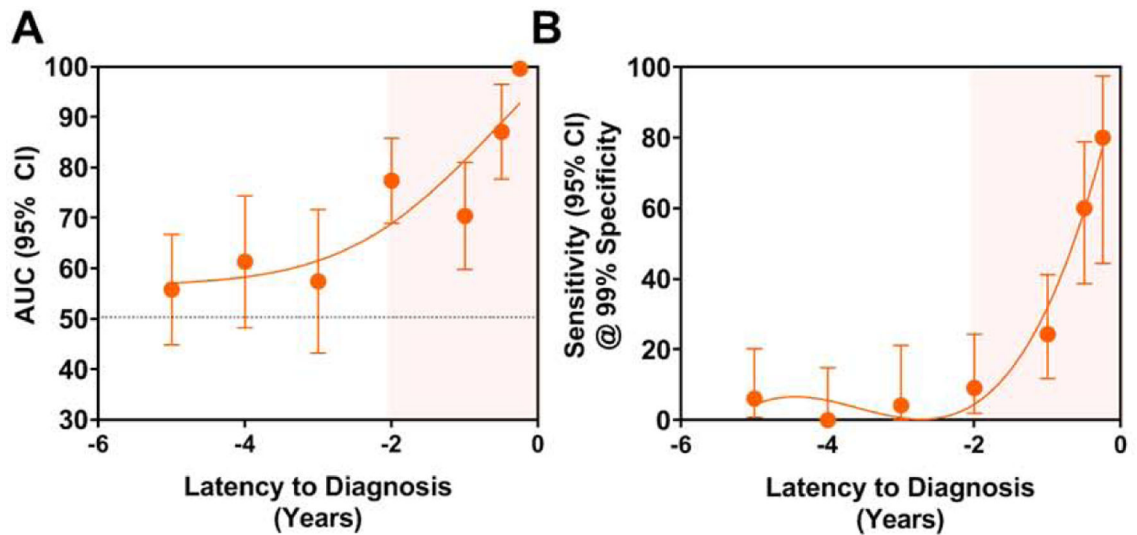 A
AUC (95% CI)
100
90
80
70
60
50
40
30
-6
-4
-2
0
Latency to Diagnosis
(Years)
B
Sensitivity (95% CI)
@ 99% Specificity
100
80
60
40
20
0
-6
-4
-2
0
Latency to Diagnosis
(Years)